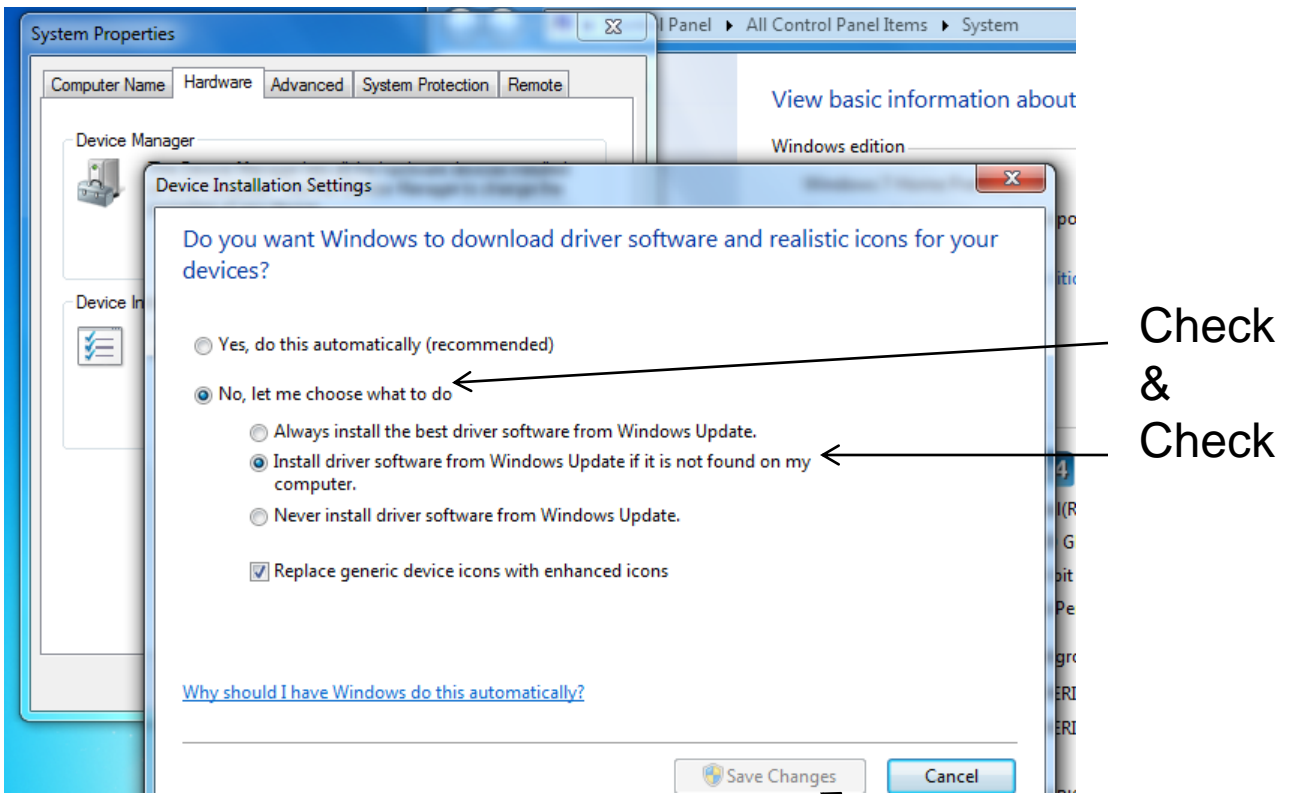 System Properties
l Panel ▸ All Control Panel Items ▸ System
Computer Name Hardware Advanced System Protection Remote
View basic information about
Device Manager
Windows edition
Device Installation Settings
Do you want Windows to download driver software and realistic icons for your
devices?
Device In
Check
&
Check
Yes, do this automatically (recommended)
No, let me choose what to do
Always install the best driver software from Windows Update.
Install driver software from Windows Update if it is not found on my
computer.
Never install driver software from Windows Update.
Replace generic device icons with enhanced icons
Why should I have Windows do this automatically?
Save Changes Cancel